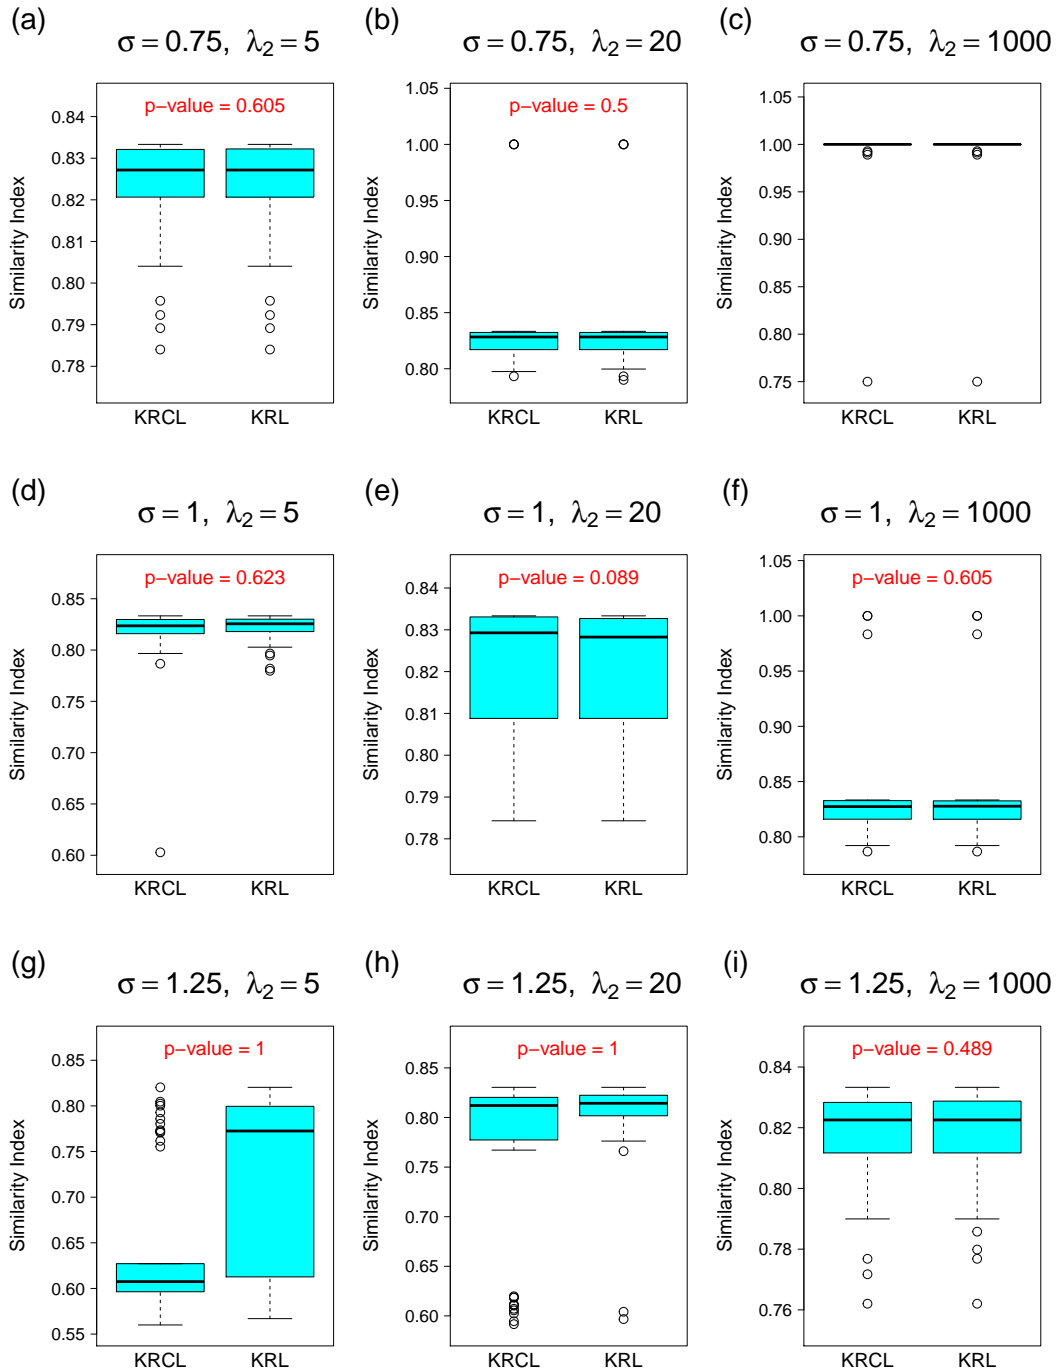 (a)
σ = 0.75, λ2 = 5
p−value = 0.605
Similarity Index
0.84
0.83
0.82
0.81
0.80
0.79
0.78
KRCL KRL
(b)
σ = 0.75, λ2 = 20
p−value = 0.5
Similarity Index
1.05
1.00
0.95
0.90
0.85
0.80
KRCL KRL
(c)
σ = 0.75, λ2 = 1000
Similarity Index
1.05
1.00
0.95
0.90
0.85
0.80
0.75
KRCL KRL
(d)
σ = 1, λ2 = 5
p−value = 0.623
Similarity Index
0.85
0.80
0.75
0.70
0.65
0.60
KRCL KRL
(e)
σ = 1, λ2 = 20
p−value = 0.089
Similarity Index
0.84
0.83
0.82
0.81
0.80
0.79
0.78
KRCL KRL
(f)
σ = 1, λ2 = 1000
p−value = 0.605
Similarity Index
1.05
1.00
0.95
0.90
0.85
0.80
KRCL KRL
(g)
σ = 1.25, λ2 = 5
p−value = 1
Similarity Index
0.85
0.80
0.75
0.70
0.65
0.60
0.55
KRCL KRL
(h)
σ = 1.25, λ2 = 20
p−value = 1
Similarity Index
0.85
0.80
0.75
0.70
0.65
0.60
KRCL KRL
(i)
σ = 1.25, λ2 = 1000
p−value = 0.489
Similarity Index
0.84
0.82
0.80
0.78
0.76
KRCL KRL